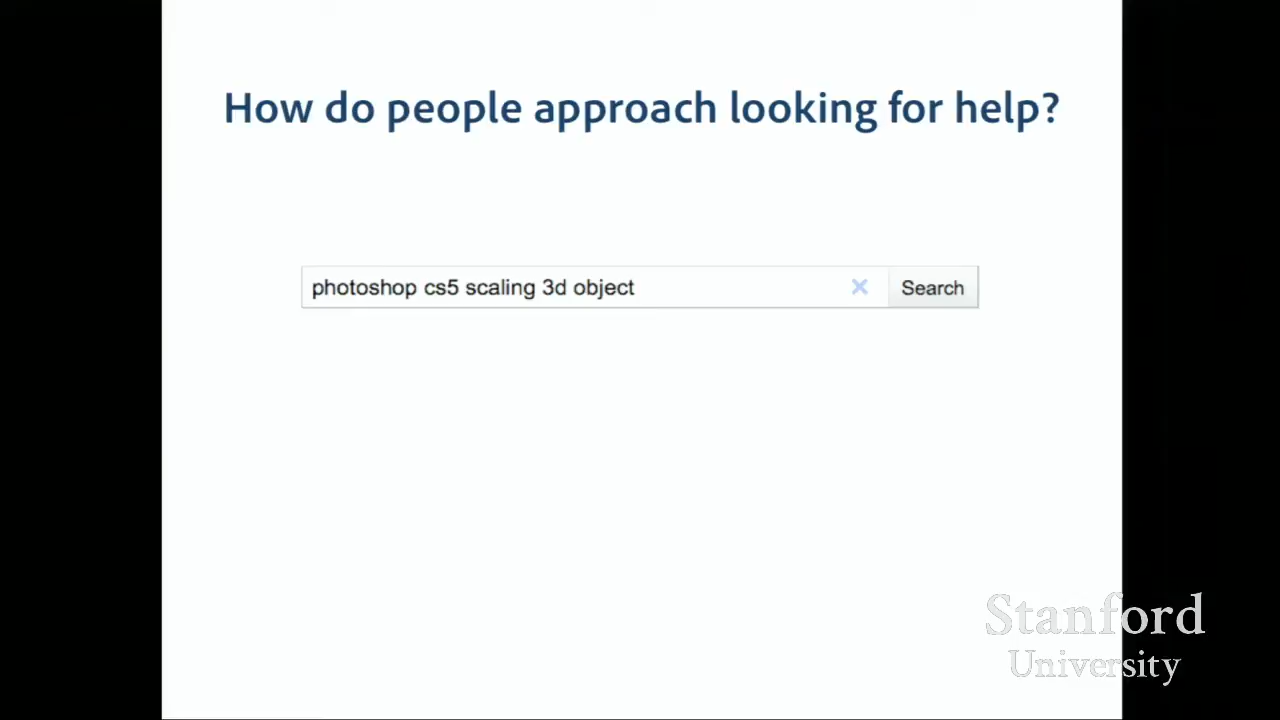 How do people approach looking for help?
photoshop cs5 scaling 3d object
Search
Stanford
University